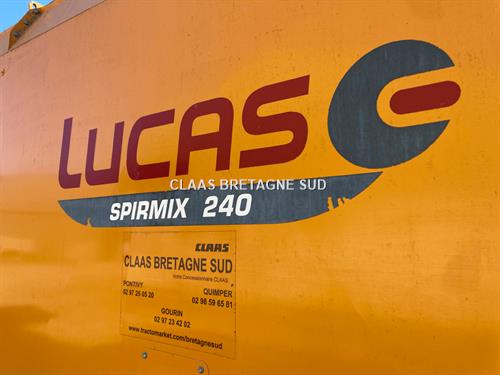 LUCAS G
CLAAS BRETAGNE SUD
SPIRMIX 240
CLAAS
CLAAS BRETAGNE SUD
Votre Concessionnaire CLAAS
PONTIVY
02 97 25 05 20
QUIMPER
02 98 59 65 81
GOURIN
02 97 23 42 02
www.tractomarket.com/bretagnesud